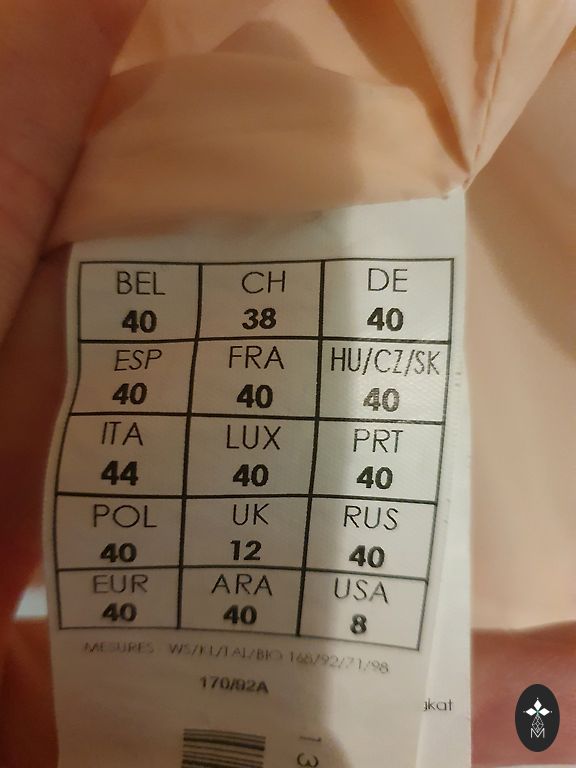 BEL CH DE
40 38 40
ESP FRA HU/CZ/SK
40 40 40
ITA LUX PRT
44 40 40
POL UK RUS
40 12 40
EUR ARA USA
40 40 8
MESURES WS/KL/TAL/BIO 168/92/71/98
170/92A
gkat
13
M